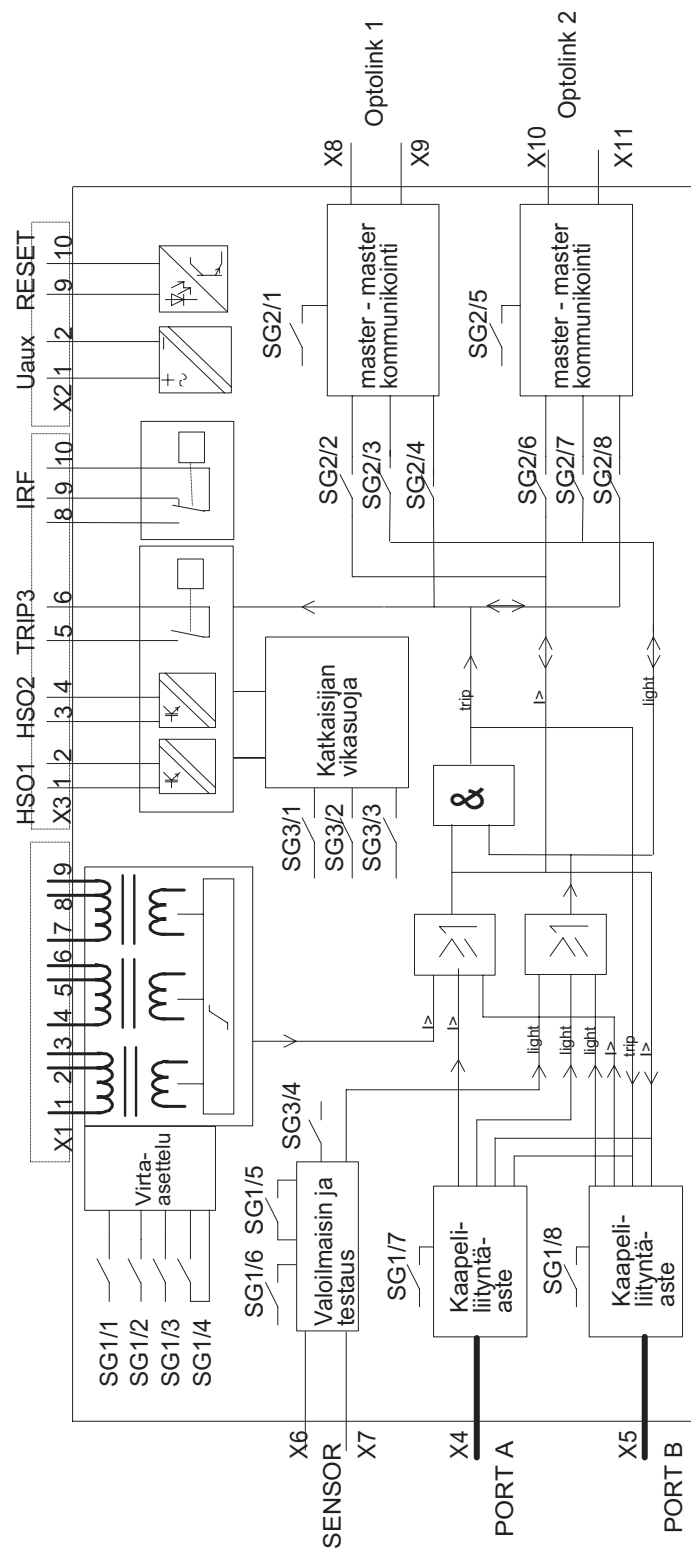 X1 1 2 3 4 5 6 7 8 9
HSO1 HSO2 TRIP3 IRF
X3 1 2 3 4 5 6 8 9 10
Uaux RESET
X2 1 2 9 10
SG1/1
SG1/2
SG1/3
SG1/4
Virta-
asettelu
SG1/6
SG1/5
SG3/4
X6
SENSOR
X7
Valoilmaisin ja
testaus
SG3/1
SG3/2
SG3/3
Katkaisijan
vikasuoja
SG2/1
master - master
kommunikointi
X8
Optolink 1
X9
SG2/2
SG2/3
SG2/4
SG2/5
master - master
kommunikointi
X10
Optolink 2
X11
SG2/6
SG2/7
SG2/8
I>
I>
≥1
&
trip
I>
light
light
light
light
≥1
I>
trip
I>
SG1/7
X4
PORT A
Kaapeli-
liityntä-
aste
SG1/8
X5
PORT B
Kaapeli-
liityntä-
aste